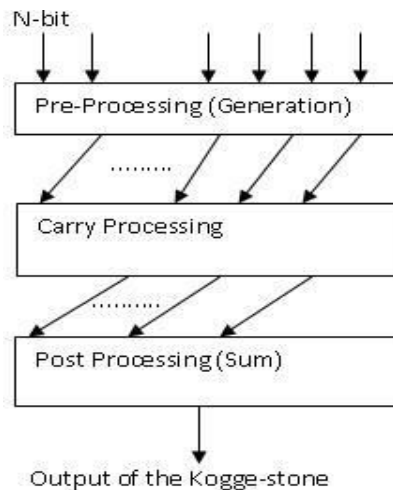 N-bit
Pre-Processing (Generation)
.........
Carry Processing
..........
Post Processing (Sum)
Output of the Kogge-stone